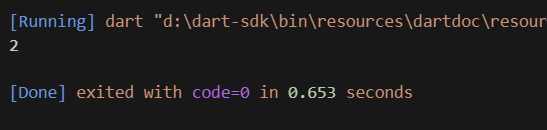 [Running] dart "d:\dart-sdk\bin\resources\dartdoc\resour
2
[Done] exited with code=0 in 0.653 seconds